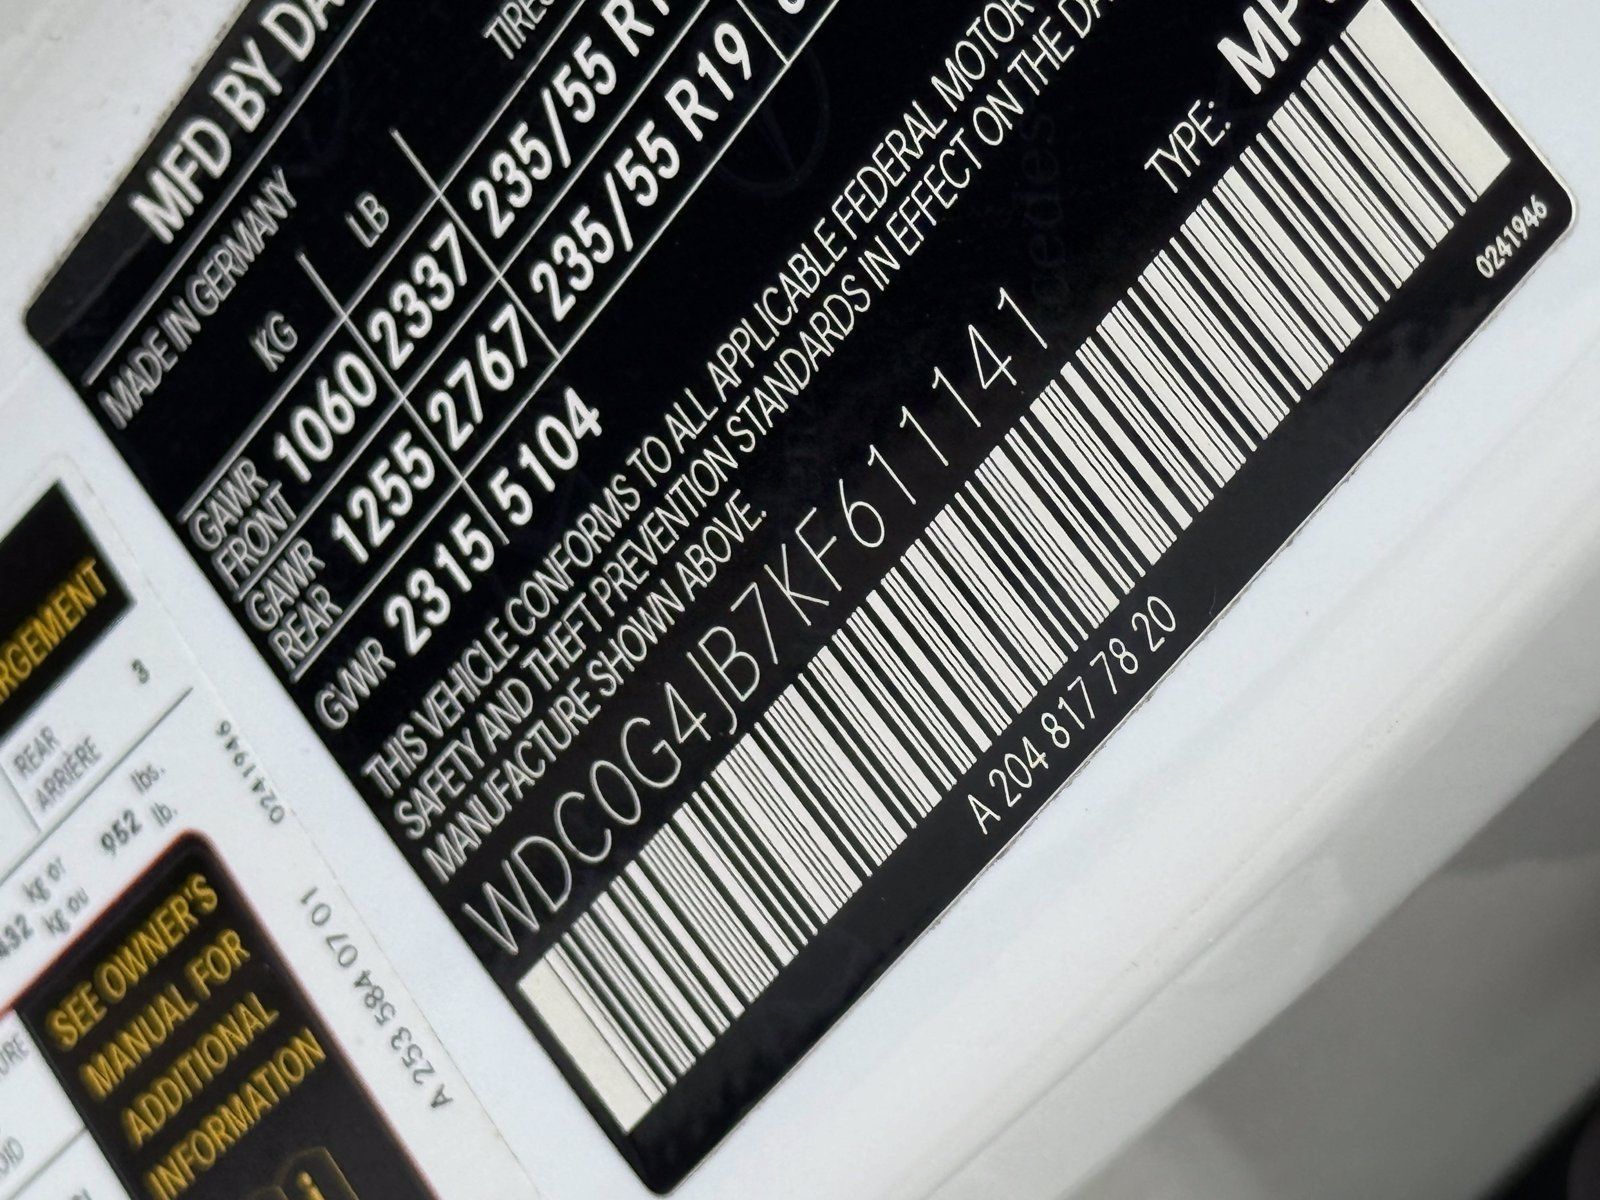 MFD BY DA
MADE IN GERMANY
KG LB TIRES
GAWR FRONT 1060 2337 235/55 R1
GAWR REAR 1255 2767 235/55 R19
GVWR 2315 5104
THIS VEHICLE CONFORMS TO ALL APPLICABLE FEDERAL MOTOR
SAFETY AND THEFT PREVENTION STANDARDS IN EFFECT ON THE DA
MANUFACTURE SHOWN ABOVE.
TYPE: MP
WDC0G4JB7KF611141
A 204 817 78 20
0241946
RGEMENT
REAR 3
ARRIÈRE
432 kg or 952 lbs.
kg ou lb.
0241946
A 253 584 07 01
SEE OWNER'S
MANUAL FOR
ADDITIONAL
INFORMATION
i